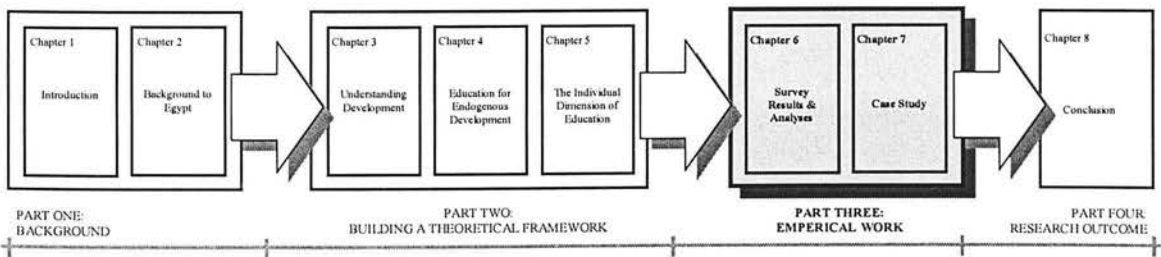 Chapter 1
Introduction
Chapter 2
Background to
Egypt
Chapter 3
Understanding
Development
Chapter 4
Education for
Endogenous
Development
Chapter 5
The Individual
Dimension of
Education
Chapter 6
Survey
Results &
Analyses
Chapter 7
Case Study
Chapter 8
Conclusion
PART ONE:
BACKGROUND
PART TWO:
BUILDING A THEORETICAL FRAMEWORK
PART THREE:
EMPERICAL WORK
PART FOUR
RESEARCH OUTCOME